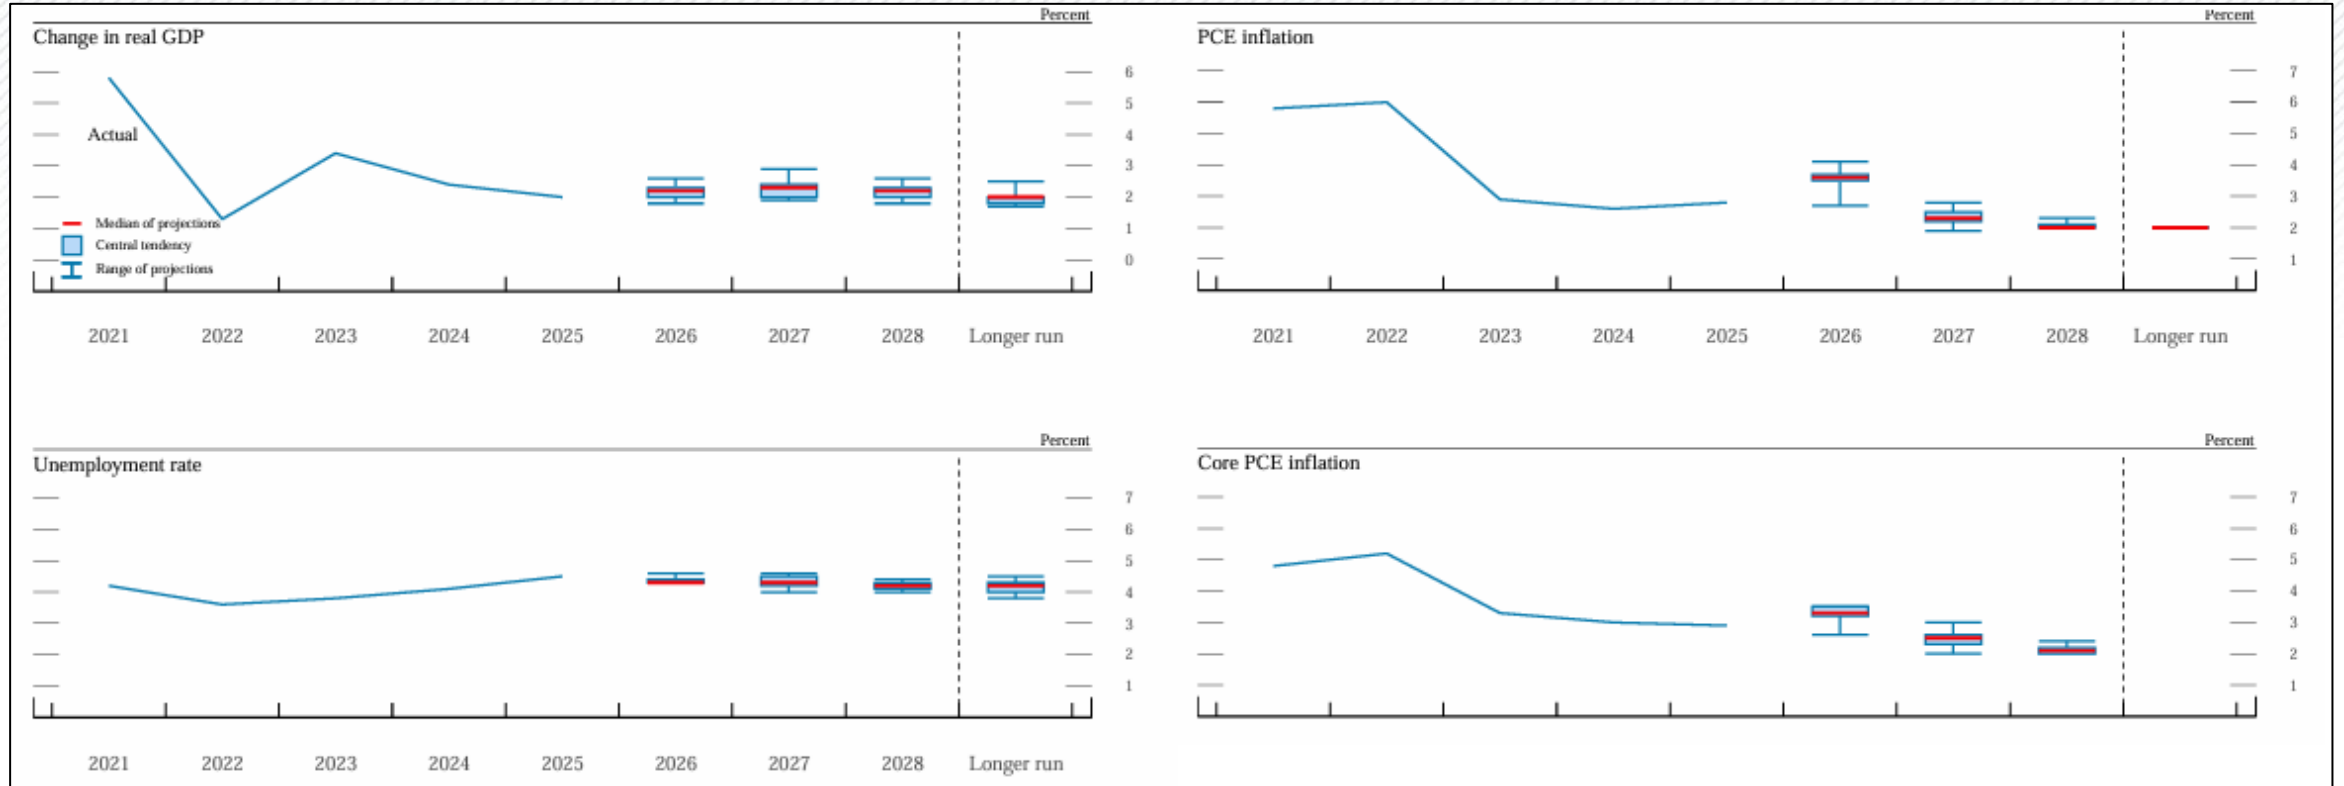 Percent
Change in real GDP
6
5
Actual
4
3
2
Median of projections
1
Central tendency
0
Range of projections
2021 2022 2023 2024 2025 2026 2027 2028 Longer run
Percent
PCE inflation
7
6
5
4
3
2
1
2021 2022 2023 2024 2025 2026 2027 2028 Longer run
Percent
Unemployment rate
7
6
5
4
3
2
1
2021 2022 2023 2024 2025 2026 2027 2028 Longer run
Percent
Core PCE inflation
7
6
5
4
3
2
1